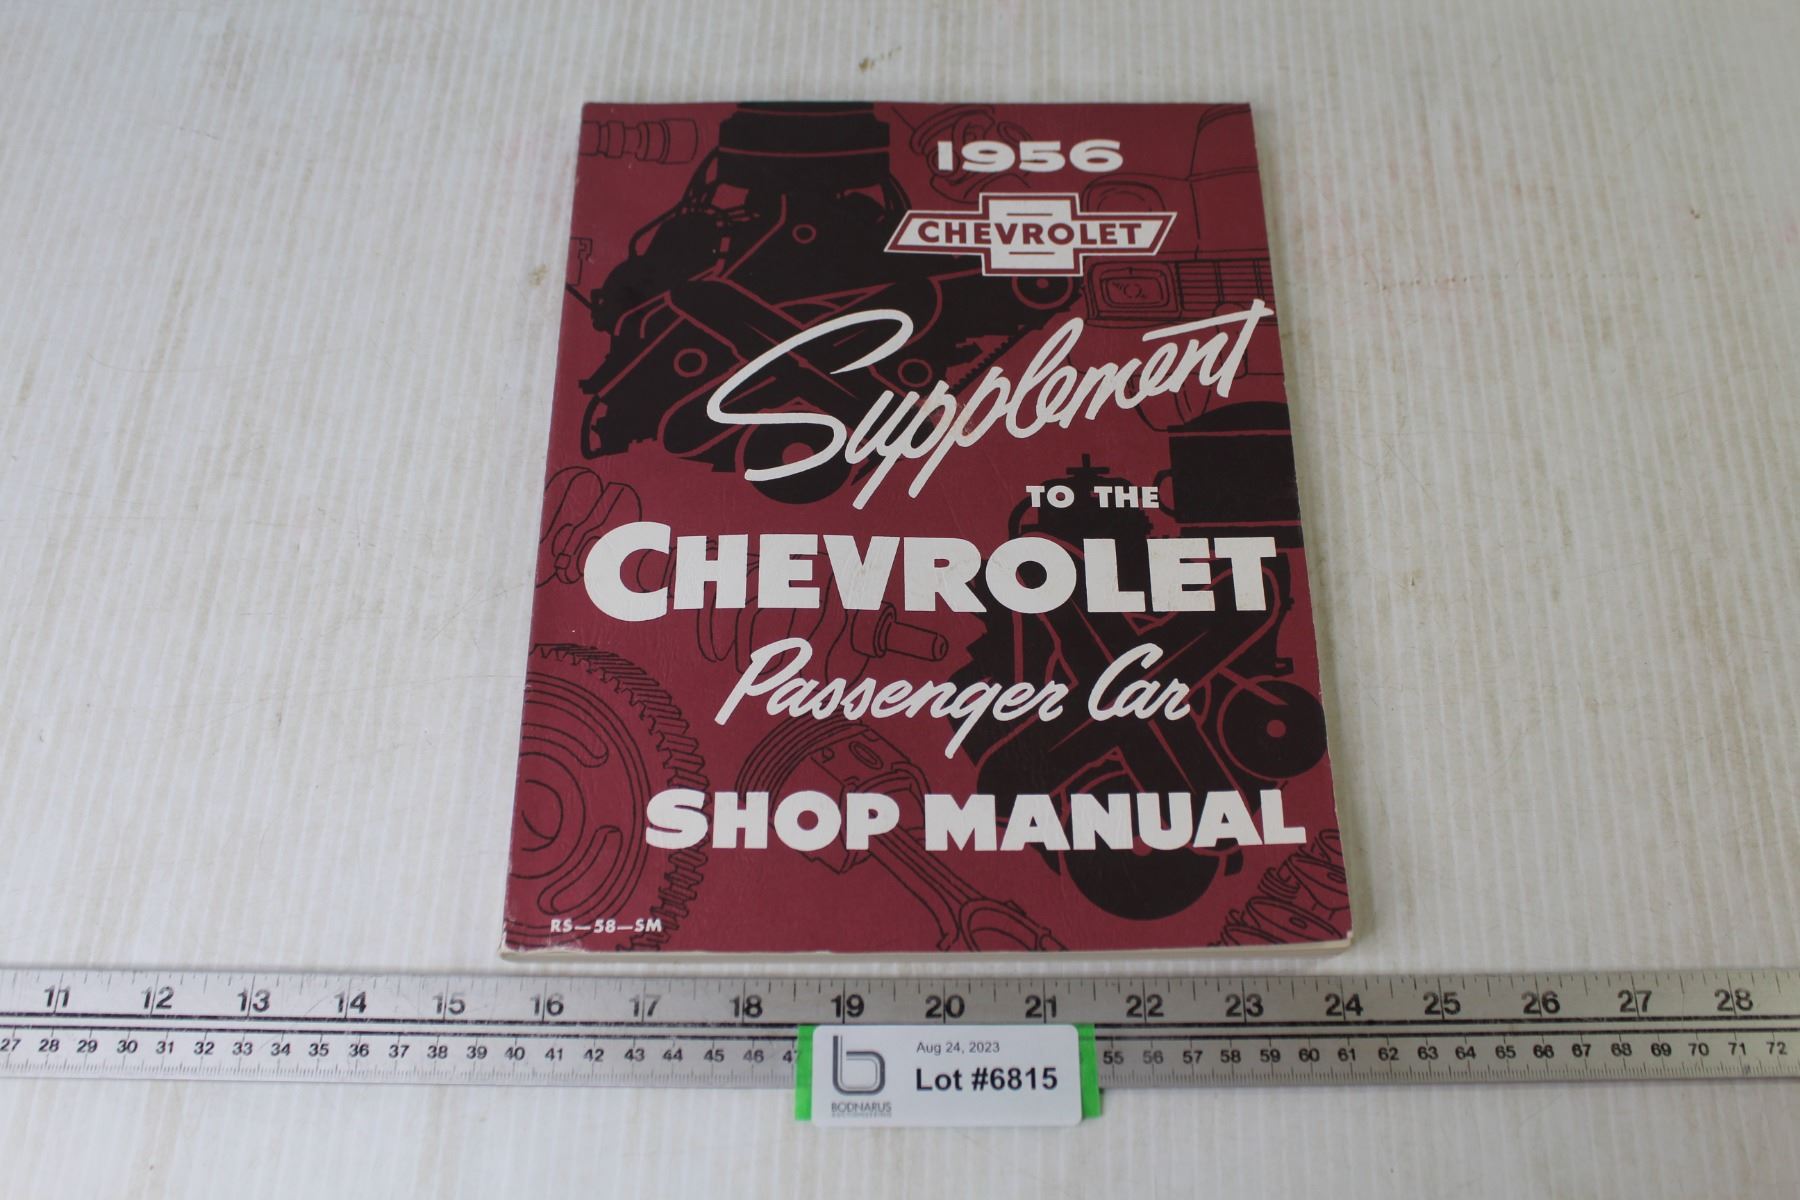 1956
CHEVROLET
Supplement
TO THE
CHEVROLET
Passenger Car
SHOP MANUAL
RS—58—SM
11 12 13 14 15 16 17 18 19 20 21 22 23 24 25 26 27 28
27 28 29 30 31 32 33 34 35 36 37 38 39 40 41 42 43 44 45 46 47 55 56 57 58 59 60 61 62 63 64 65 66 67 68 69 70 71 72
Aug 24, 2023
Lot #6815
BODNARUS
AUCTIONEERING